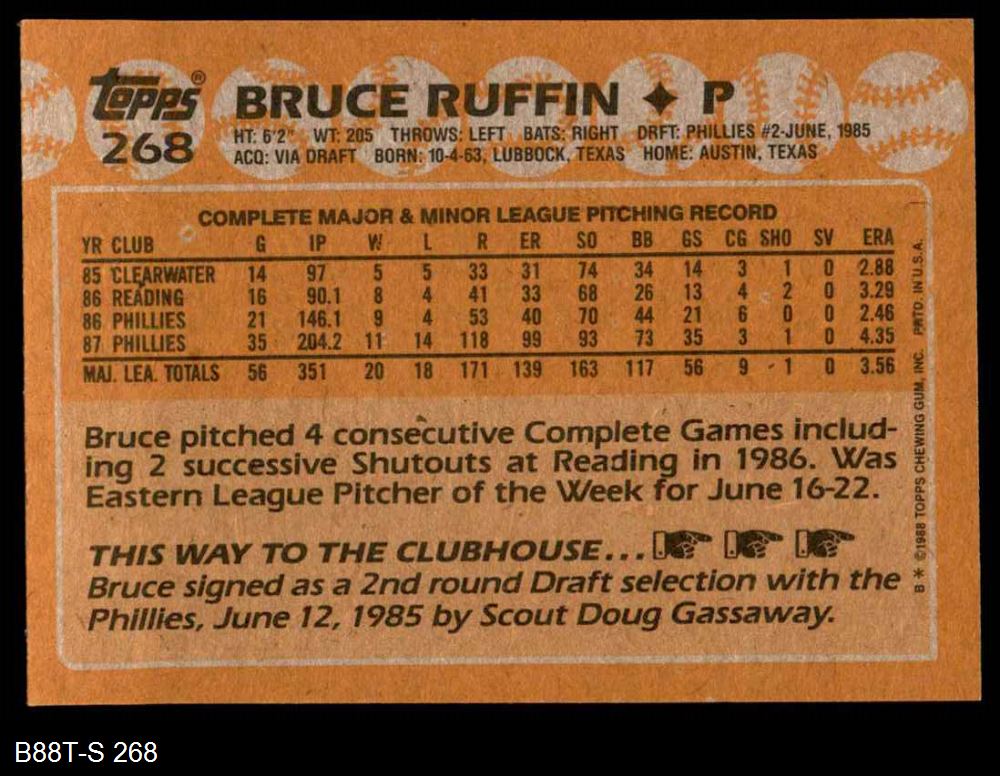 Topps®
BRUCE RUFFIN ♦ P
268
HT: 6'2" WT: 205 THROWS: LEFT BATS: RIGHT DRFT: PHILLIES #2-JUNE, 1985
ACQ: VIA DRAFT BORN: 10-4-63, LUBBOCK, TEXAS HOME: AUSTIN, TEXAS
COMPLETE MAJOR & MINOR LEAGUE PITCHING RECORD
YR CLUB G IP W L R ER SO BB GS CG SHO SV ERA
85 CLEARWATER 14 97 5 5 33 31 74 34 14 3 1 0 2.88
86 READING 16 90.1 8 4 41 33 68 26 13 4 2 0 3.29
86 PHILLIES 21 146.1 9 4 53 40 70 44 21 6 0 0 2.46
87 PHILLIES 35 204.2 11 14 118 99 93 73 35 3 1 0 4.35
MAJ. LEA. TOTALS 56 351 20 18 171 139 163 117 56 9 1 0 3.56
Bruce pitched 4 consecutive Complete Games includ-
ing 2 successive Shutouts at Reading in 1986. Was
Eastern League Pitcher of the Week for June 16-22.
THIS WAY TO THE CLUBHOUSE...
Bruce signed as a 2nd round Draft selection with the
Phillies, June 12, 1985 by Scout Doug Gassaway.
B * ©1988 TOPPS CHEWING GUM, INC. PRTD. IN U.S.A.
B88T-S 268